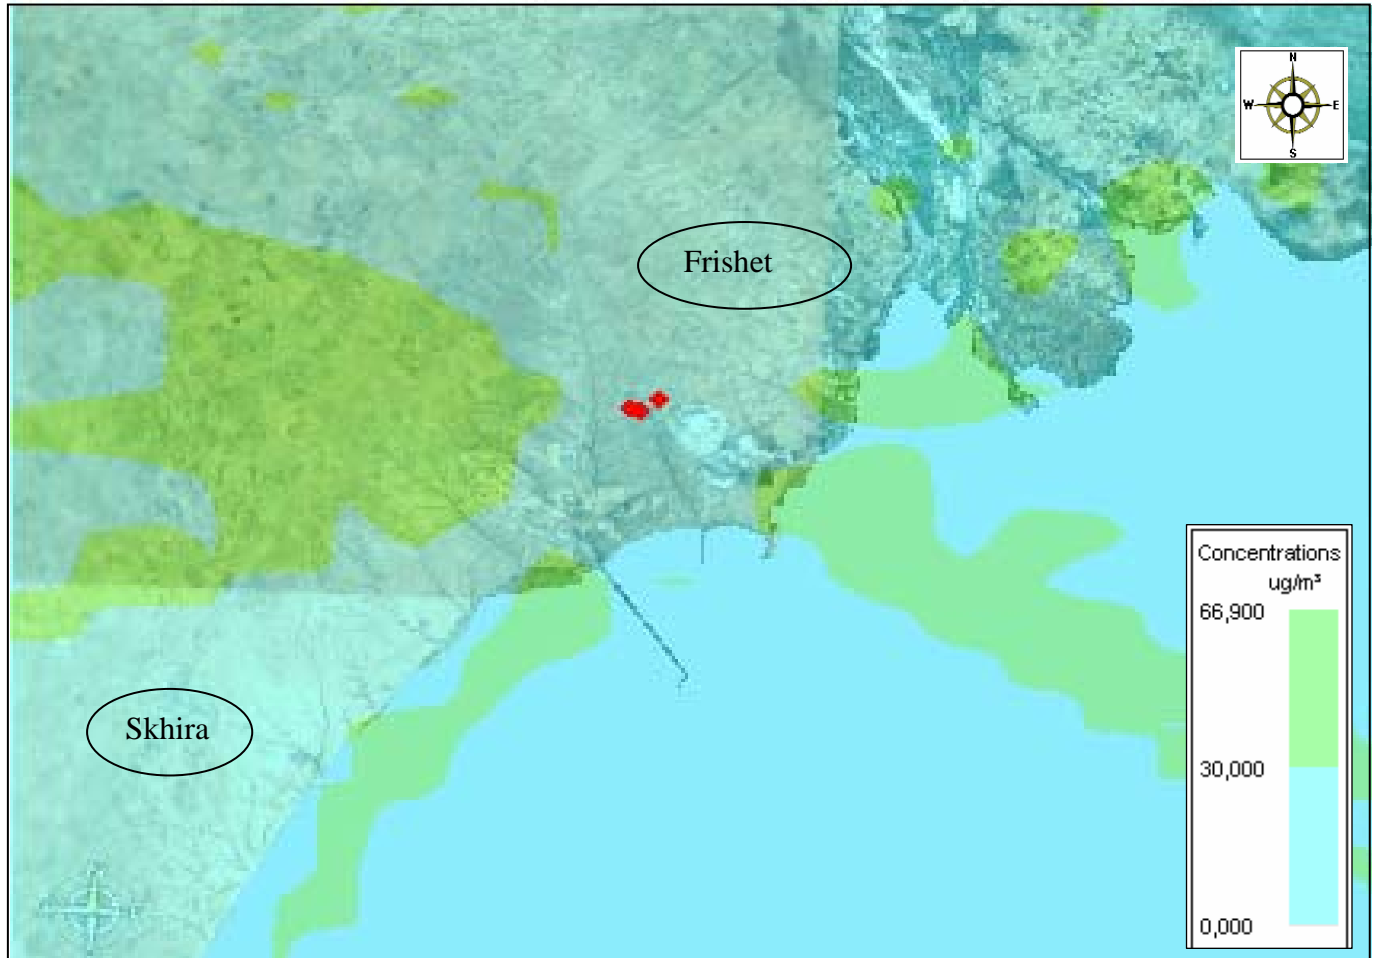 N
W E
S
Frishet
Concentrations
ug/m³
66,900
30,000
0,000
Skhira